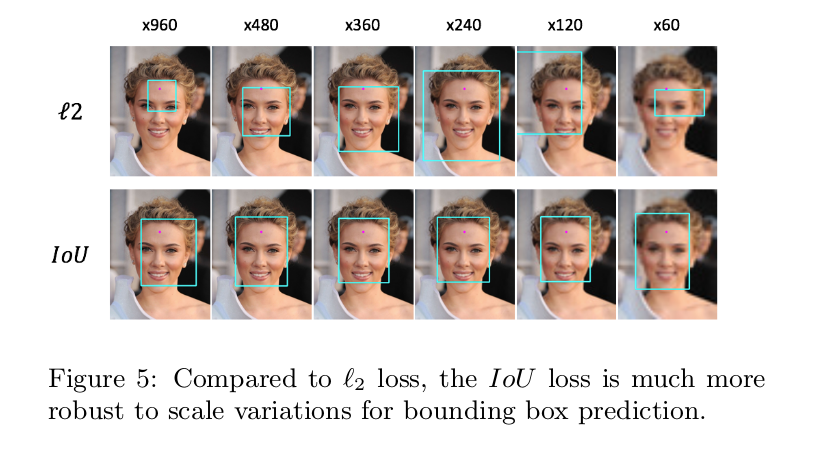 x960 x480 x360 x240 x120 x60
ℓ2
IoU
Figure 5: Compared to ℓ₂ loss, the IoU loss is much more
robust to scale variations for bounding box prediction.